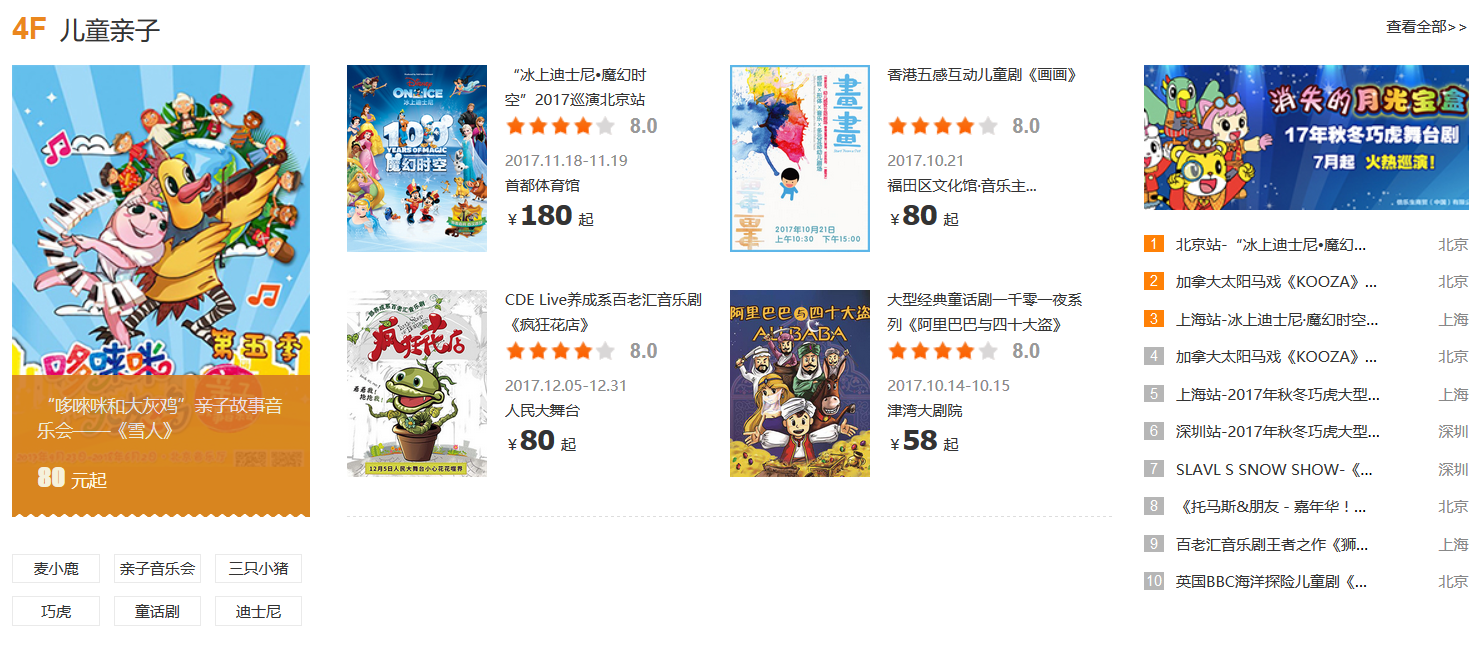 4F 儿童亲子
查看全部>>
哆唻咪
第五季
“哆唻咪和大灰鸡”亲子故事音
乐会——《雪人》
80 元起
麦小鹿
亲子音乐会
三只小猪
巧虎
童话剧
迪士尼
Disney
ON ICE
冰上迪士尼
100
YEARS OF MAGIC
魔幻时空
“冰上迪士尼•魔幻时
空”2017巡演北京站
8.0
2017.11.18-11.19
首都体育馆
￥180 起
畫畫
2017年10月21日
上午10:30 下午15:00
香港五感互动儿童剧《画画》
8.0
2017.10.21
福田区文化馆·音乐主...
￥80 起
疯狂花店
看着我!
抱抱我!
12月5日人民大舞台小心花花世界
CDE Live养成系百老汇音乐剧
《疯狂花店》
8.0
2017.12.05-12.31
人民大舞台
￥80 起
阿里巴巴与四十大盗
ALIBABA
大型经典童话剧一千零一夜系
列《阿里巴巴与四十大盗》
8.0
2017.10.14-10.15
津湾大剧院
￥58 起
消失的月光宝盒
17年秋冬巧虎舞台剧
7月起 火热巡演!
1 北京站-“冰上迪士尼•魔幻... 北京
2 加拿大太阳马戏《KOOZA》... 北京
3 上海站-冰上迪士尼·魔幻时空... 上海
4 加拿大太阳马戏《KOOZA》... 北京
5 上海站-2017年秋冬巧虎大型... 上海
6 深圳站-2017年秋冬巧虎大型... 深圳
7 SLAVL S SNOW SHOW-《... 深圳
8 《托马斯&朋友 - 嘉年华！... 北京
9 百老汇音乐剧王者之作《狮... 上海
10 英国BBC海洋探险儿童剧《... 北京